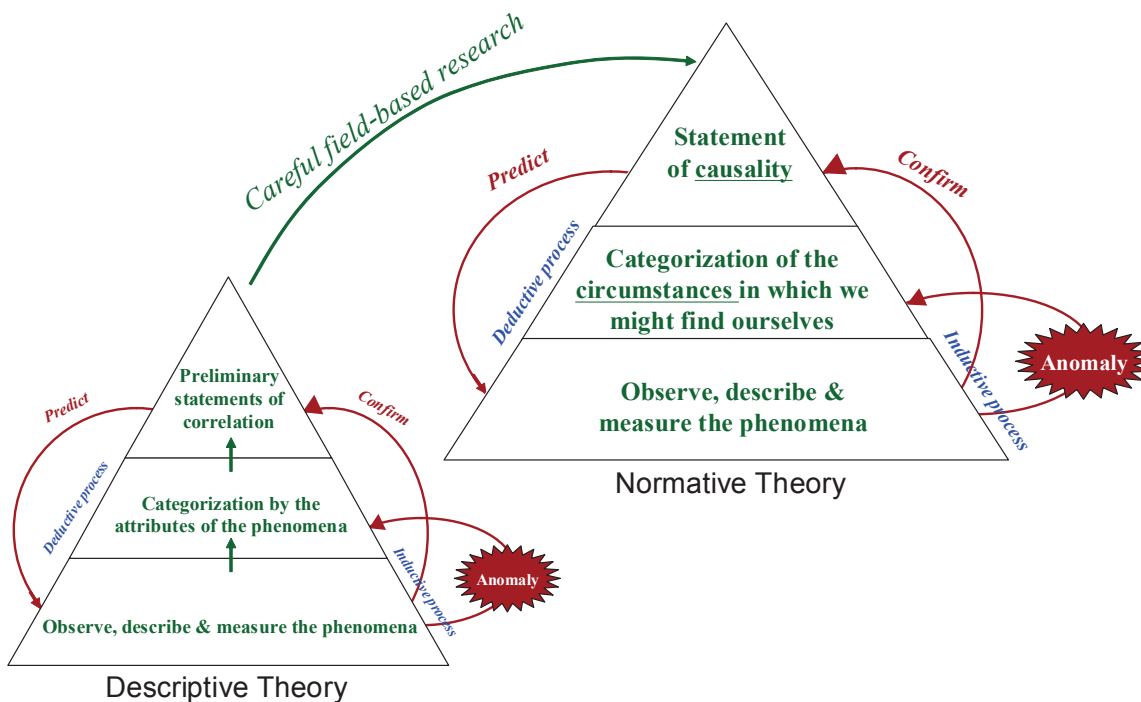 Careful field-based research
Predict
Statement
of causality
Confirm
Deductive process
Categorization of the
circumstances in which we
might find ourselves
Inductive process
Anomaly
Observe, describe &
measure the phenomena
Normative Theory
Predict
Preliminary
statements of
correlation
Confirm
Deductive process
Categorization by the
attributes of the phenomena
Inductive process
Anomaly
Observe, describe & measure the phenomena
Descriptive Theory